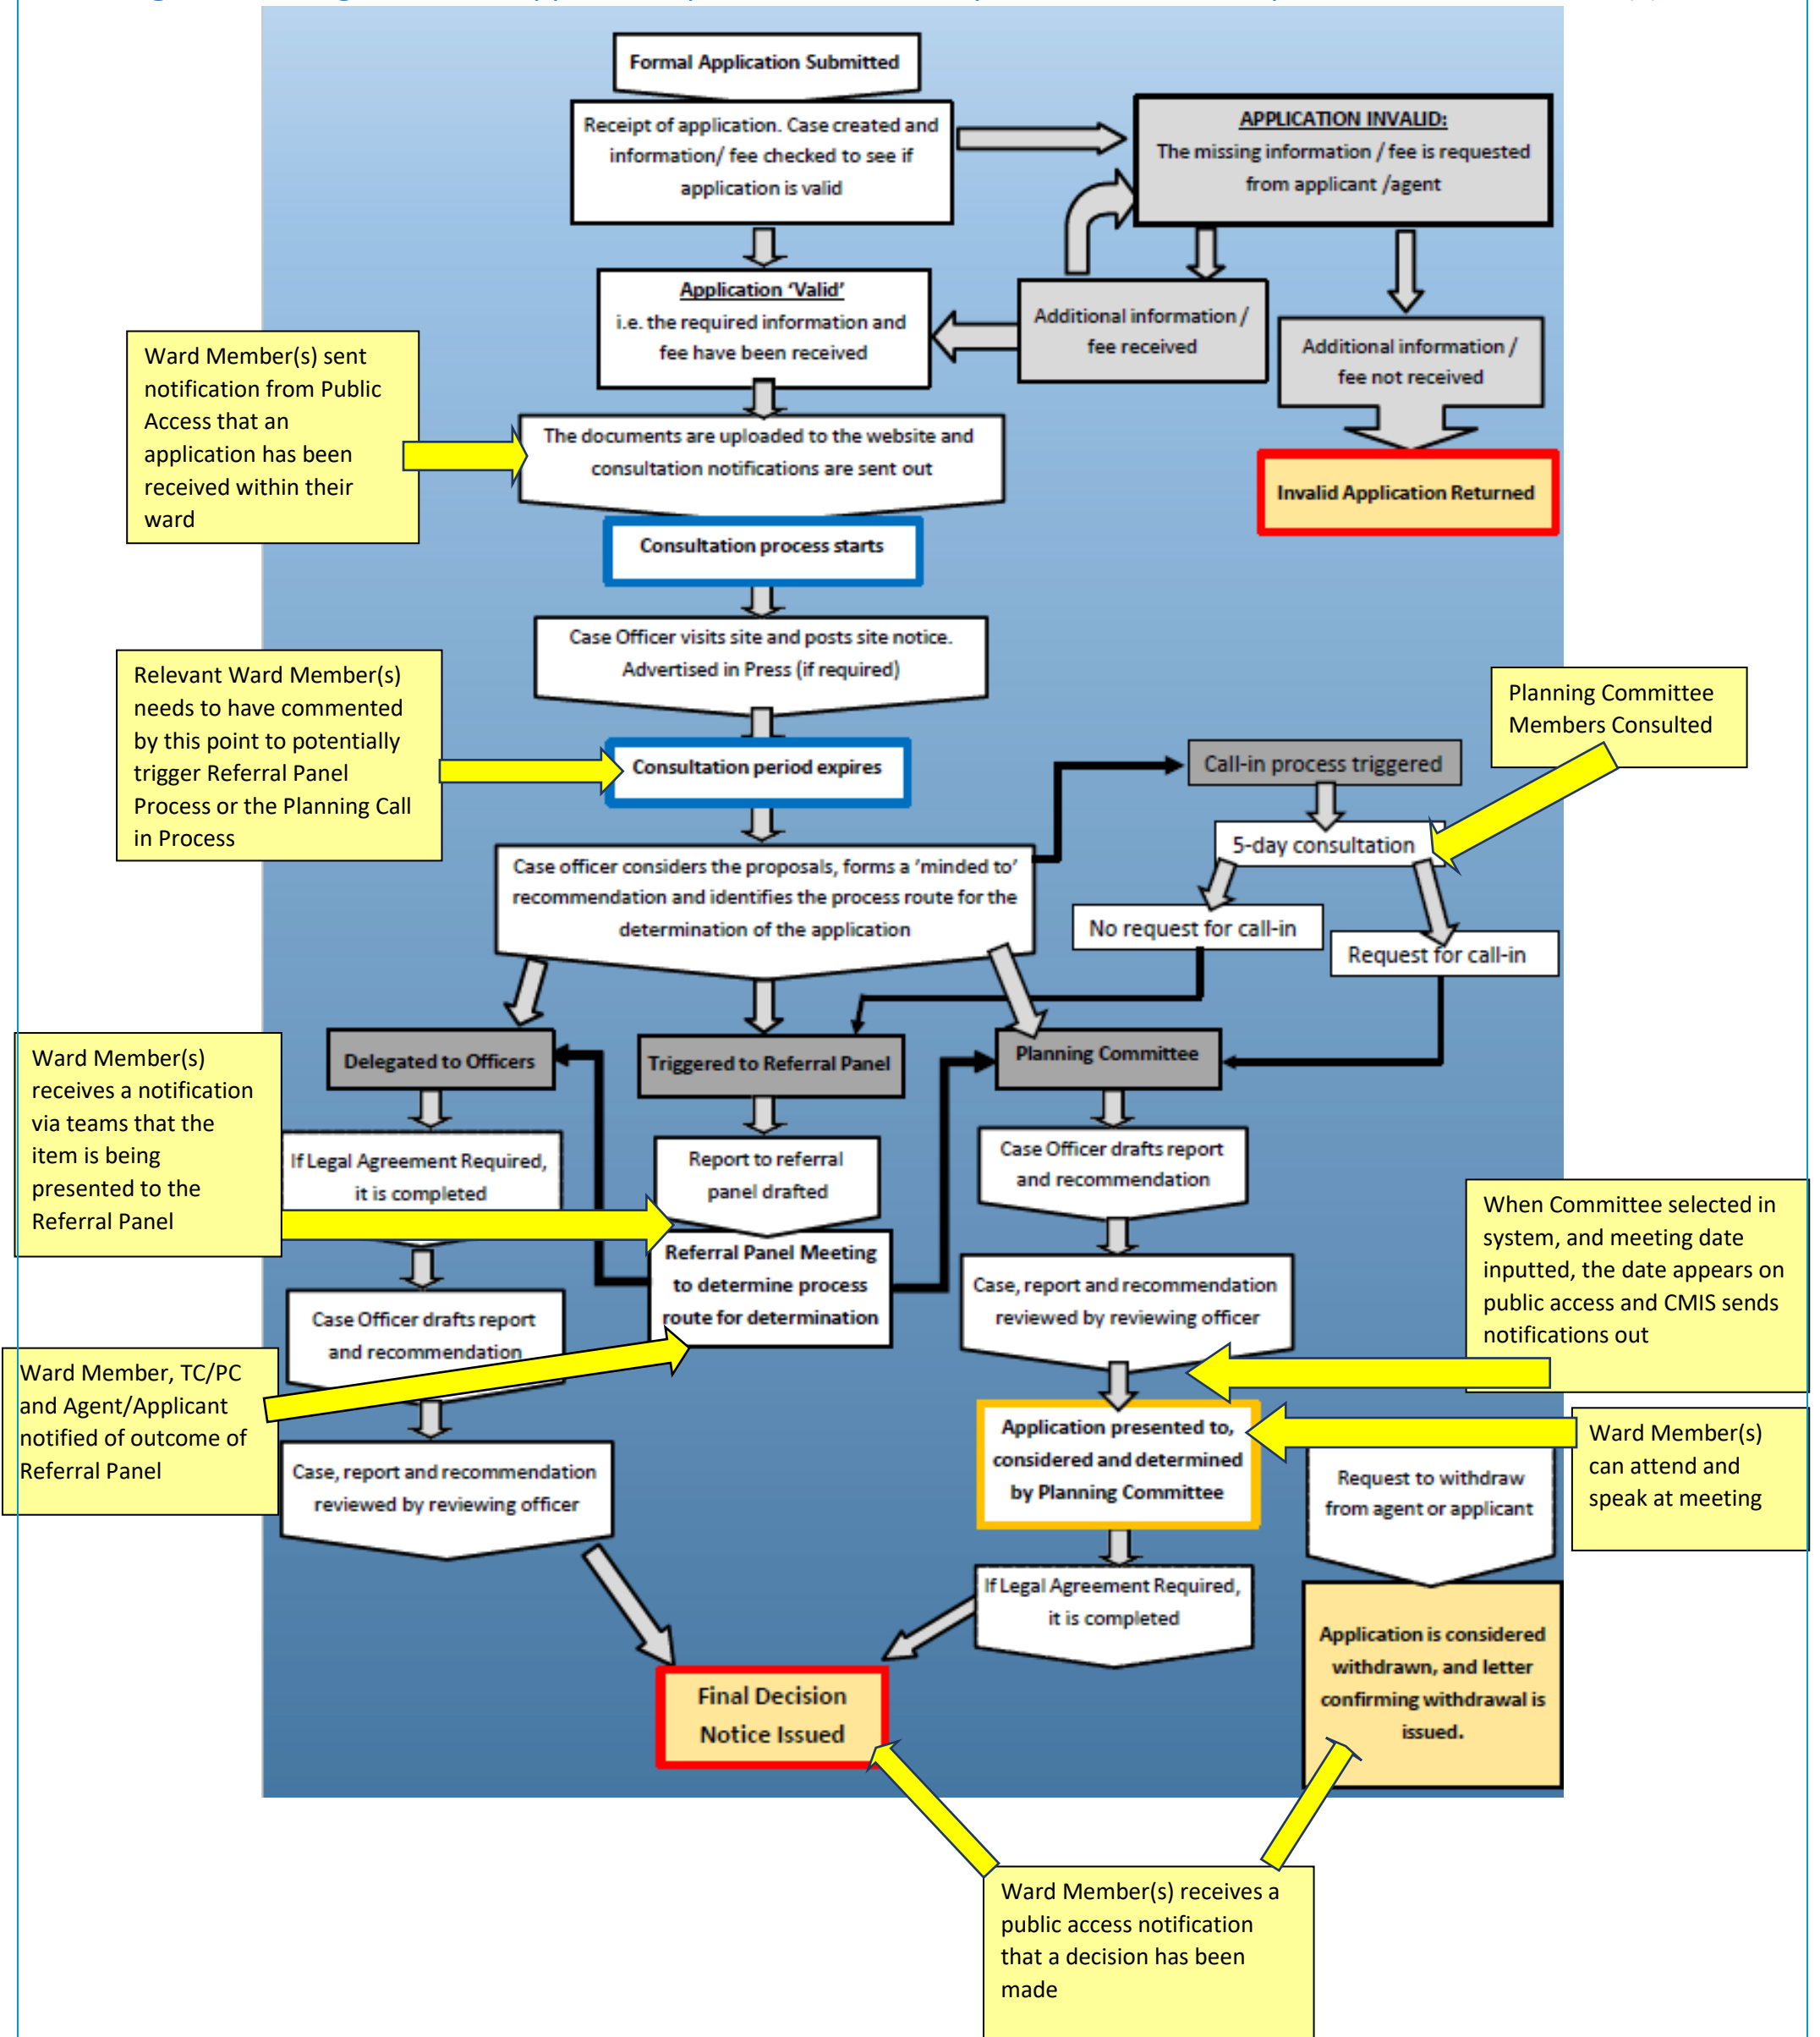 Formal Application Submitted
Receipt of application. Case created and
information/ fee checked to see if
application is valid
APPLICATION INVALID:
The missing information / fee is requested
from applicant /agent
Application ‘Valid’
i.e. the required information and
fee have been received
Additional information /
fee received
Additional information /
fee not received
Invalid Application Returned
Ward Member(s) sent
notification from Public
Access that an
application has been
received within their
ward
The documents are uploaded to the website and
consultation notifications are sent out
Consultation process starts
Case Officer visits site and posts site notice.
Advertised in Press (if required)
Relevant Ward Member(s)
needs to have commented
by this point to potentially
trigger Referral Panel
Process or the Planning Call
in Process
Consultation period expires
Planning Committee
Members Consulted
Call-in process triggered
5-day consultation
No request for call-in
Request for call-in
Case officer considers the proposals, forms a ‘minded to’
recommendation and identifies the process route for the
determination of the application
Delegated to Officers
Triggered to Referral Panel
Planning Committee
Ward Member(s)
receives a notification
via teams that the
item is being
presented to the
Referral Panel
If Legal Agreement Required,
it is completed
Report to referral
panel drafted
Case Officer drafts report
and recommendation
Referral Panel Meeting
to determine process
route for determination
Case, report and recommendation
reviewed by reviewing officer
When Committee selected in
system, and meeting date
inputted, the date appears on
public access and CMIS sends
notifications out
Case Officer drafts report
and recommendation
Ward Member, TC/PC
and Agent/Applicant
notified of outcome of
Referral Panel
Case, report and recommendation
reviewed by reviewing officer
Application presented to,
considered and determined
by Planning Committee
Ward Member(s)
can attend and
speak at meeting
Request to withdraw
from agent or applicant
If Legal Agreement Required,
it is completed
Application is considered
withdrawn, and letter
confirming withdrawal is
issued.
Final Decision
Notice Issued
Ward Member(s) receives a
public access notification
that a decision has been
made